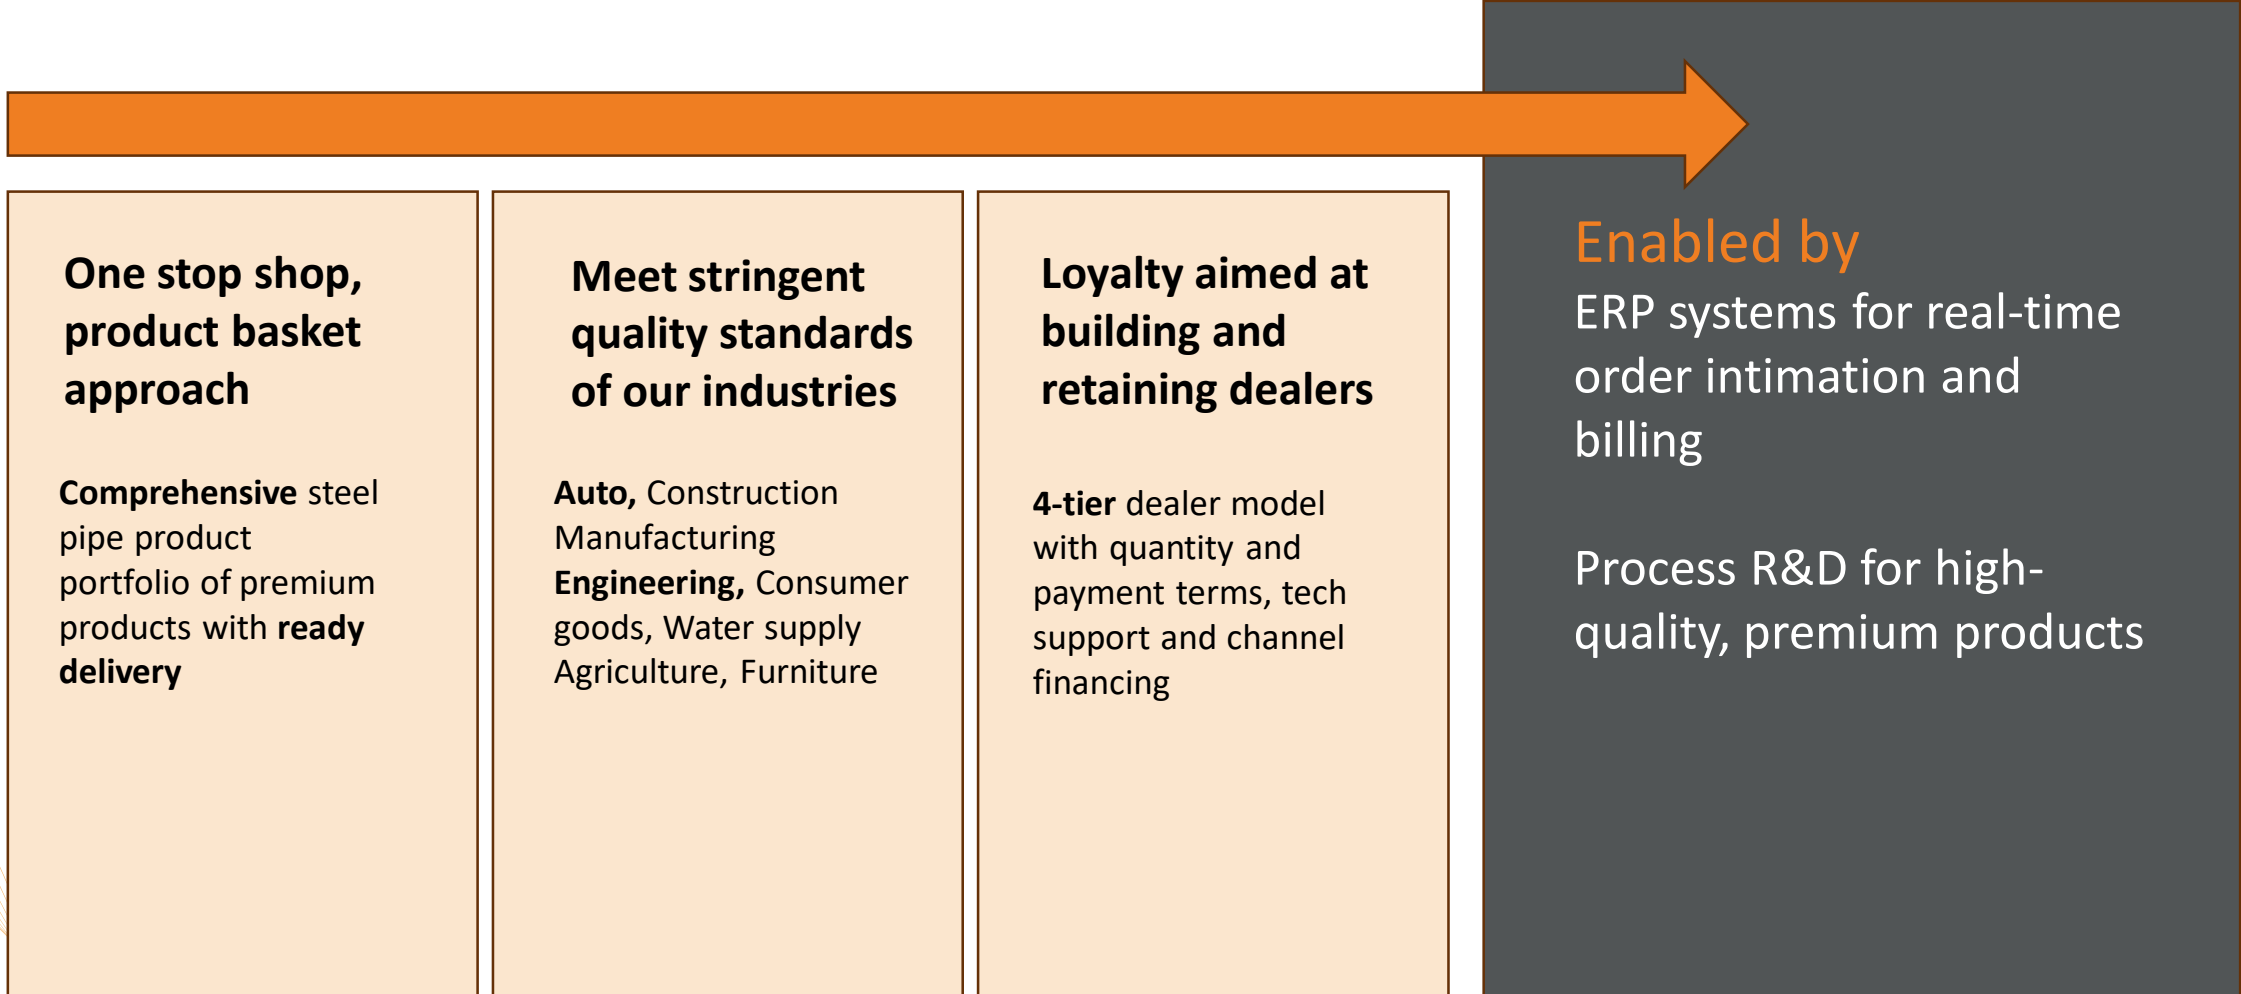 One stop shop,
product basket
approach
Comprehensive steel
pipe product
portfolio of premium
products with ready
delivery
Meet stringent
quality standards
of our industries
Auto, Construction
Manufacturing
Engineering, Consumer
goods, Water supply
Agriculture, Furniture
Loyalty aimed at
building and
retaining dealers
4-tier dealer model
with quantity and
payment terms, tech
support and channel
financing
Enabled by
ERP systems for real-time
order intimation and
billing
Process R&D for high-
quality, premium products